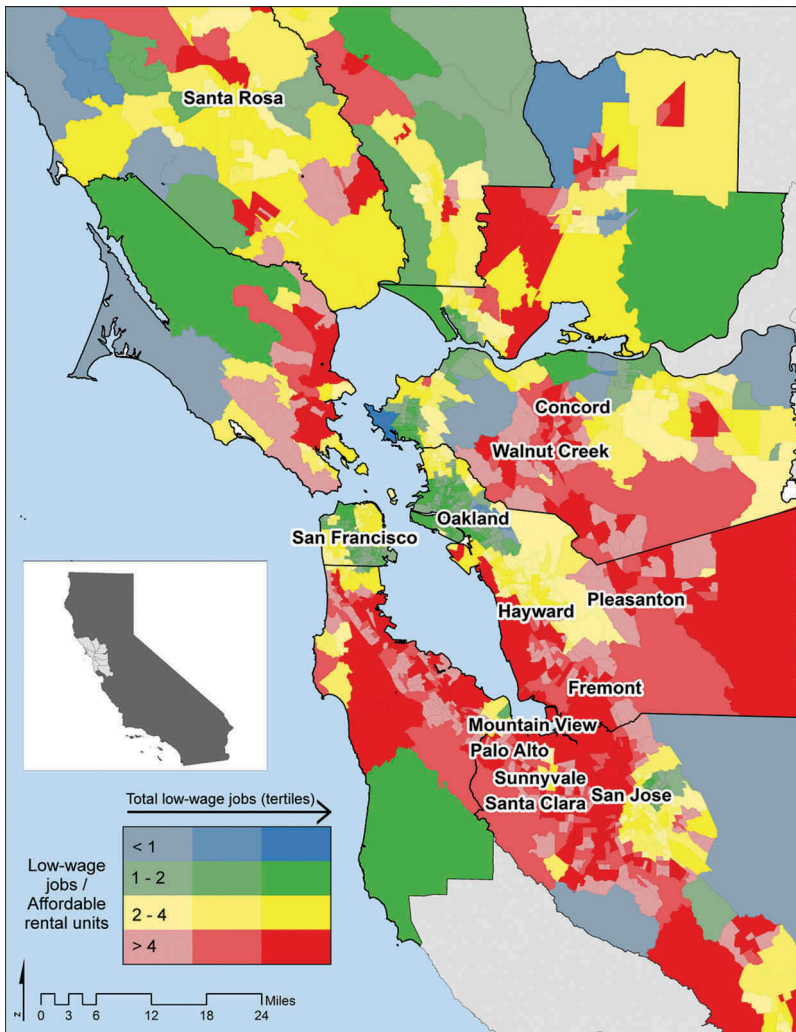 Santa Rosa
Concord
Walnut Creek
Oakland
San Francisco
Pleasanton
Hayward
Fremont
Mountain View
Palo Alto
Sunnyvale
San Jose
Santa Clara
Total low-wage jobs (tertiles)
Low-wage
jobs /
Affordable
rental units
< 1
1 - 2
2 - 4
> 4
N
Miles
0 3 6 12 18 24